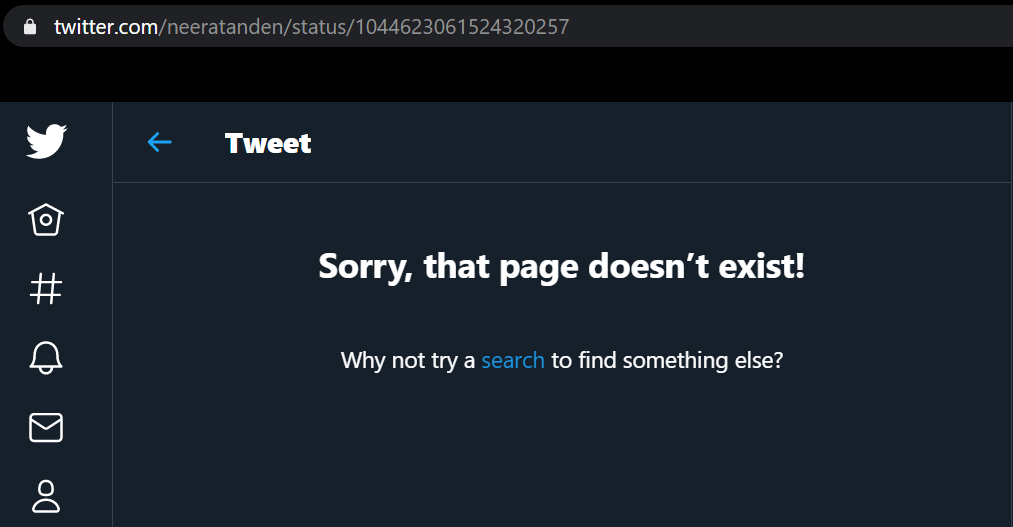 twitter.com/neeratanden/status/1044623061524320257
Tweet
Sorry, that page doesn’t exist!
Why not try a search to find something else?